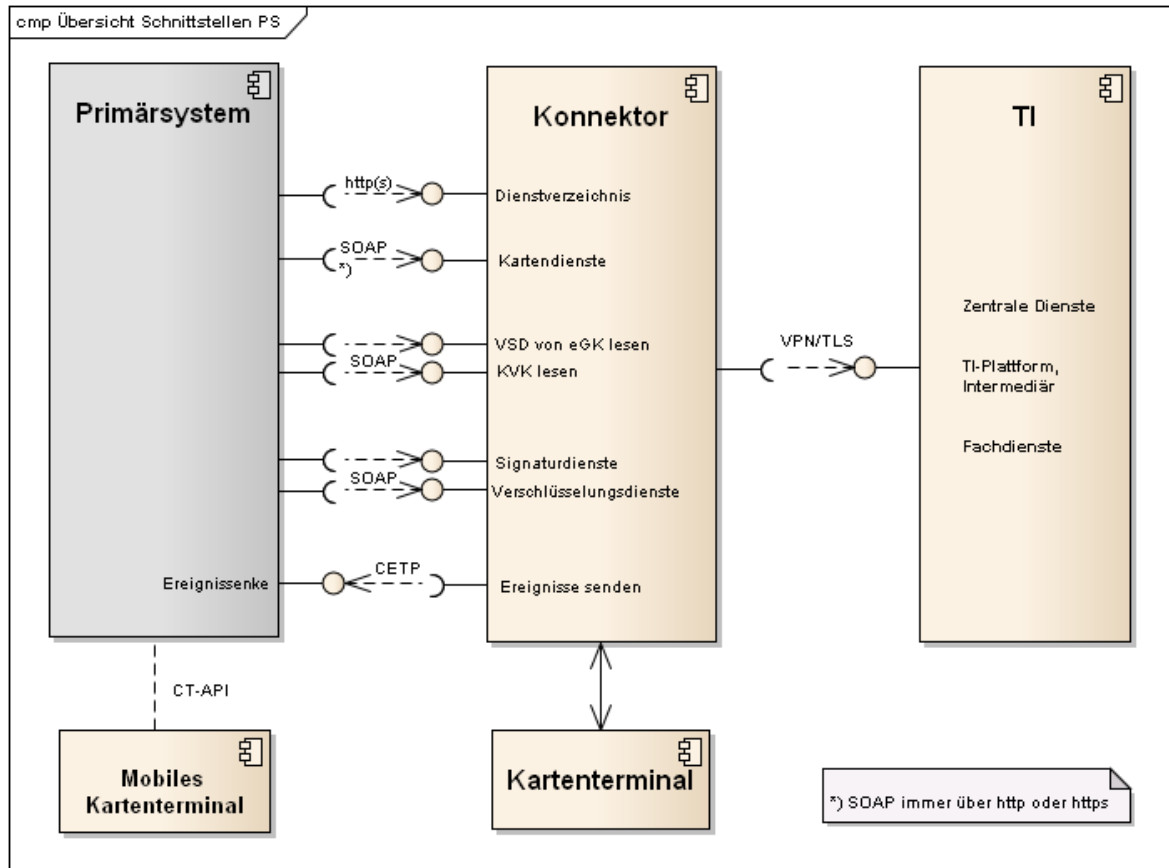 cmp Übersicht Schnittstellen PS
Primärsystem
Konnektor
TI
http(s)
Dienstverzeichnis
SOAP
*)
Kartendienste
Zentrale Dienste
VSD von eGK lesen
SOAP
KVK lesen
VPN/TLS
TI-Plattform,
Intermediär
Fachdienste
Signaturdienste
SOAP
Verschlüsselungsdienste
Ereignissenke
CETP
Ereignisse senden
CT-API
Mobiles
Kartenterminal
Kartenterminal
*) SOAP immer über http oder https